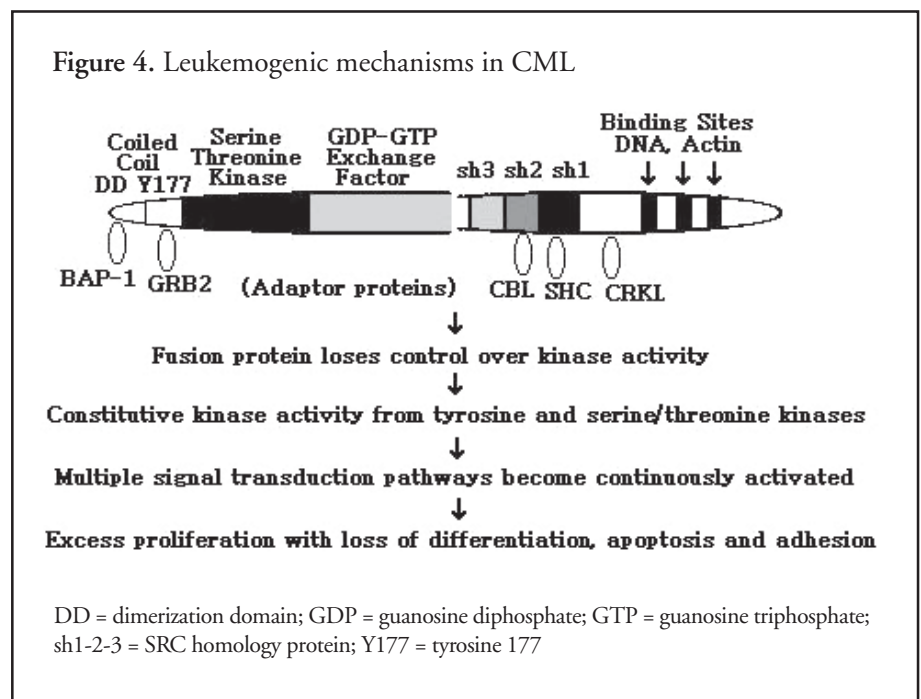 Figure 4. Leukemogenic mechanisms in CML
Coiled Coil
DD Y177
Serine Threonine Kinase
GDP-GTP Exchange Factor
sh3 sh2 sh1
Binding Sites
DNA, Actin
BAP-1 GRB2 (Adaptor proteins) CBL SHC CRKL
Fusion protein loses control over kinase activity
Constitutive kinase activity from tyrosine and serine/threonine kinases
Multiple signal transduction pathways become continuously activated
Excess proliferation with loss of differentiation, apoptosis and adhesion
DD = dimerization domain; GDP = guanosine diphosphate; GTP = guanosine triphosphate;
sh1-2-3 = SRC homology protein; Y177 = tyrosine 177